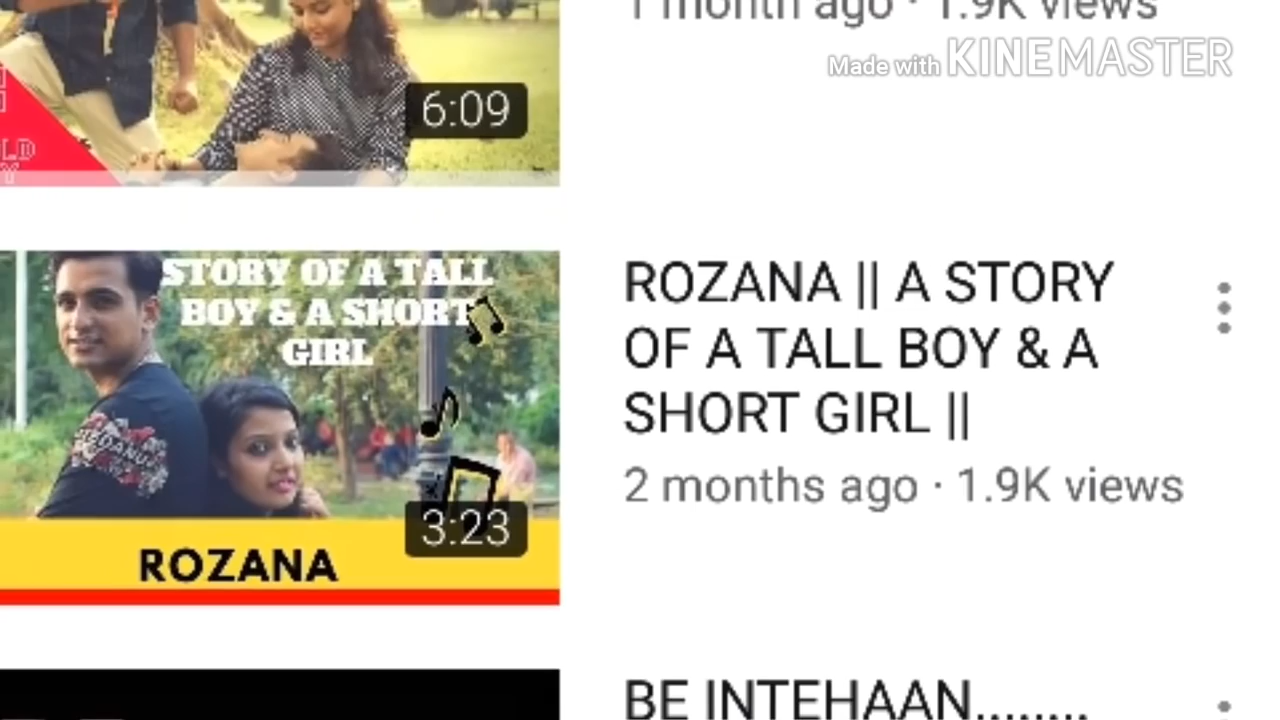 1 month ago · 1.9K views
Made with KINEMASTER
6:09
LD
Y
STORY OF A TALL
BOY & A SHORT
GIRL
3:23
ROZANA
ROZANA || A STORY
OF A TALL BOY & A
SHORT GIRL ||
2 months ago · 1.9K views
BE INTEHAAN........